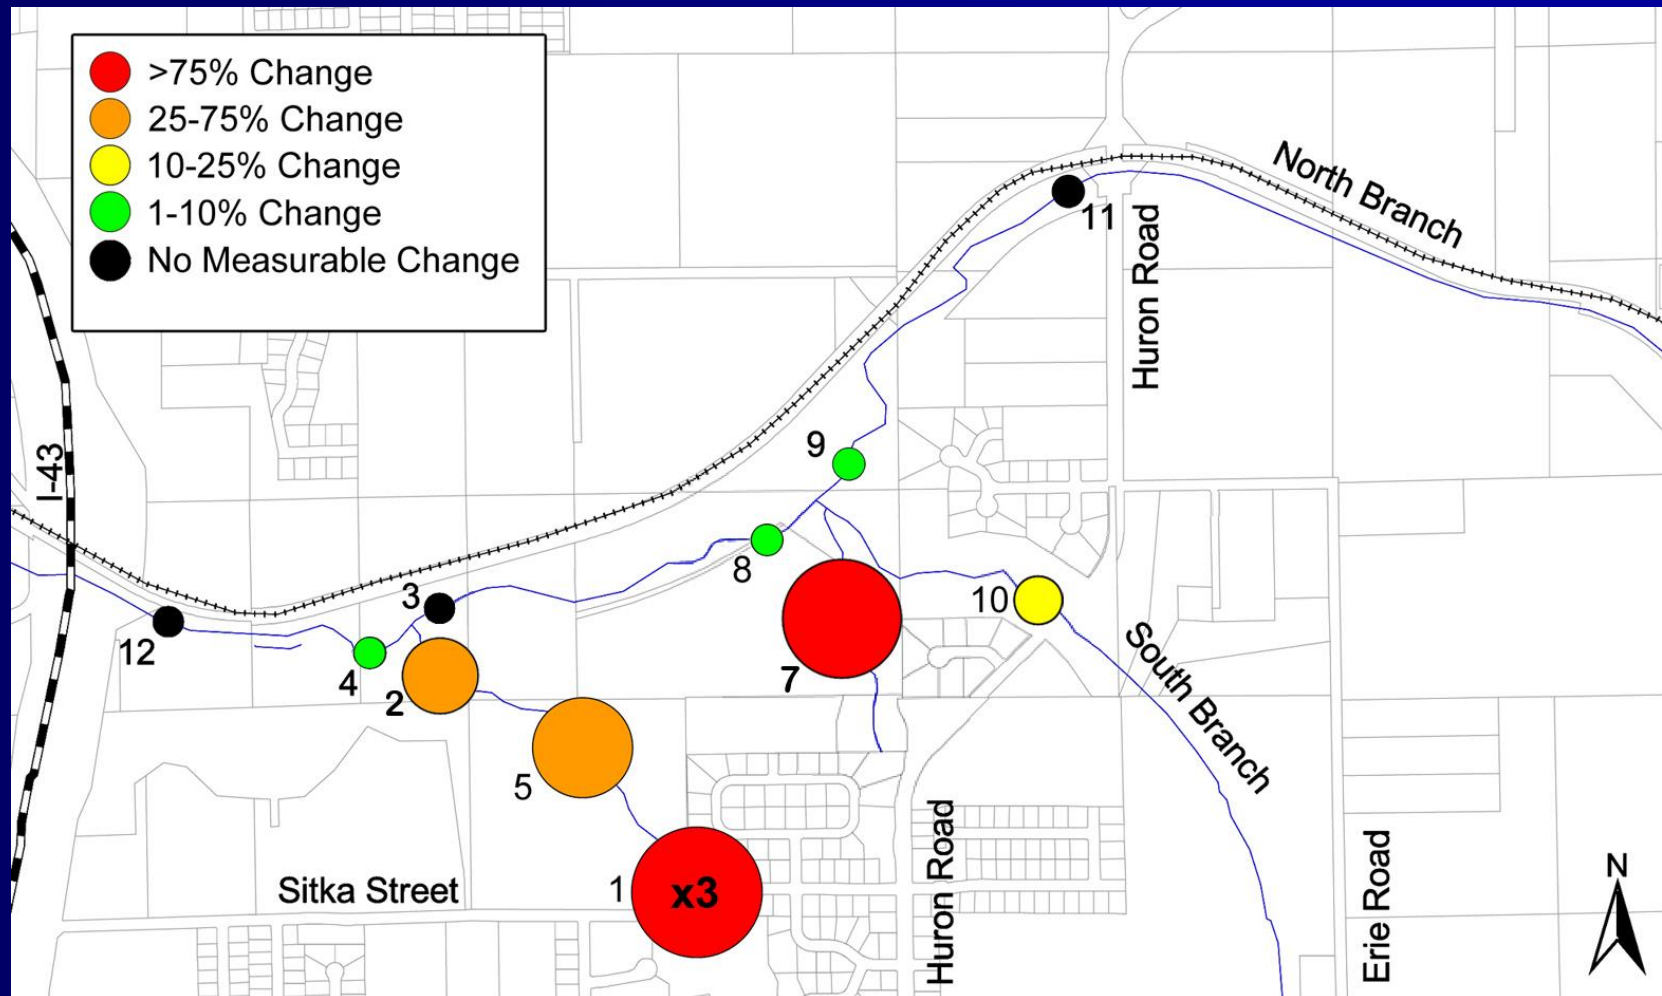 >75% Change
25-75% Change
10-25% Change
1-10% Change
No Measurable Change
North Branch
11
Huron Road
I-43
9
8
3
10
12
4
2
7
South Branch
5
1
x3
Sitka Street
Huron Road
Erie Road
N